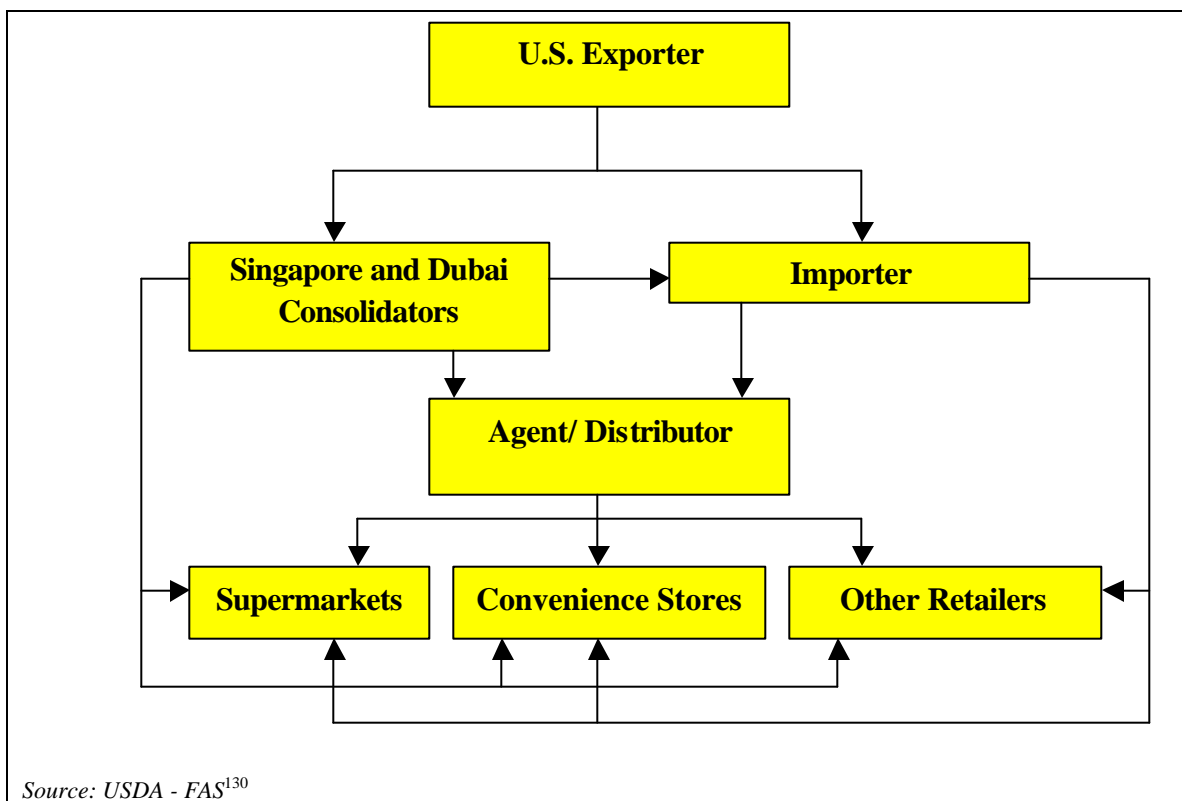 U.S. Exporter
Singapore and Dubai
Consolidators
Importer
Agent/ Distributor
Supermarkets
Convenience Stores
Other Retailers
Source: USDA - FAS130